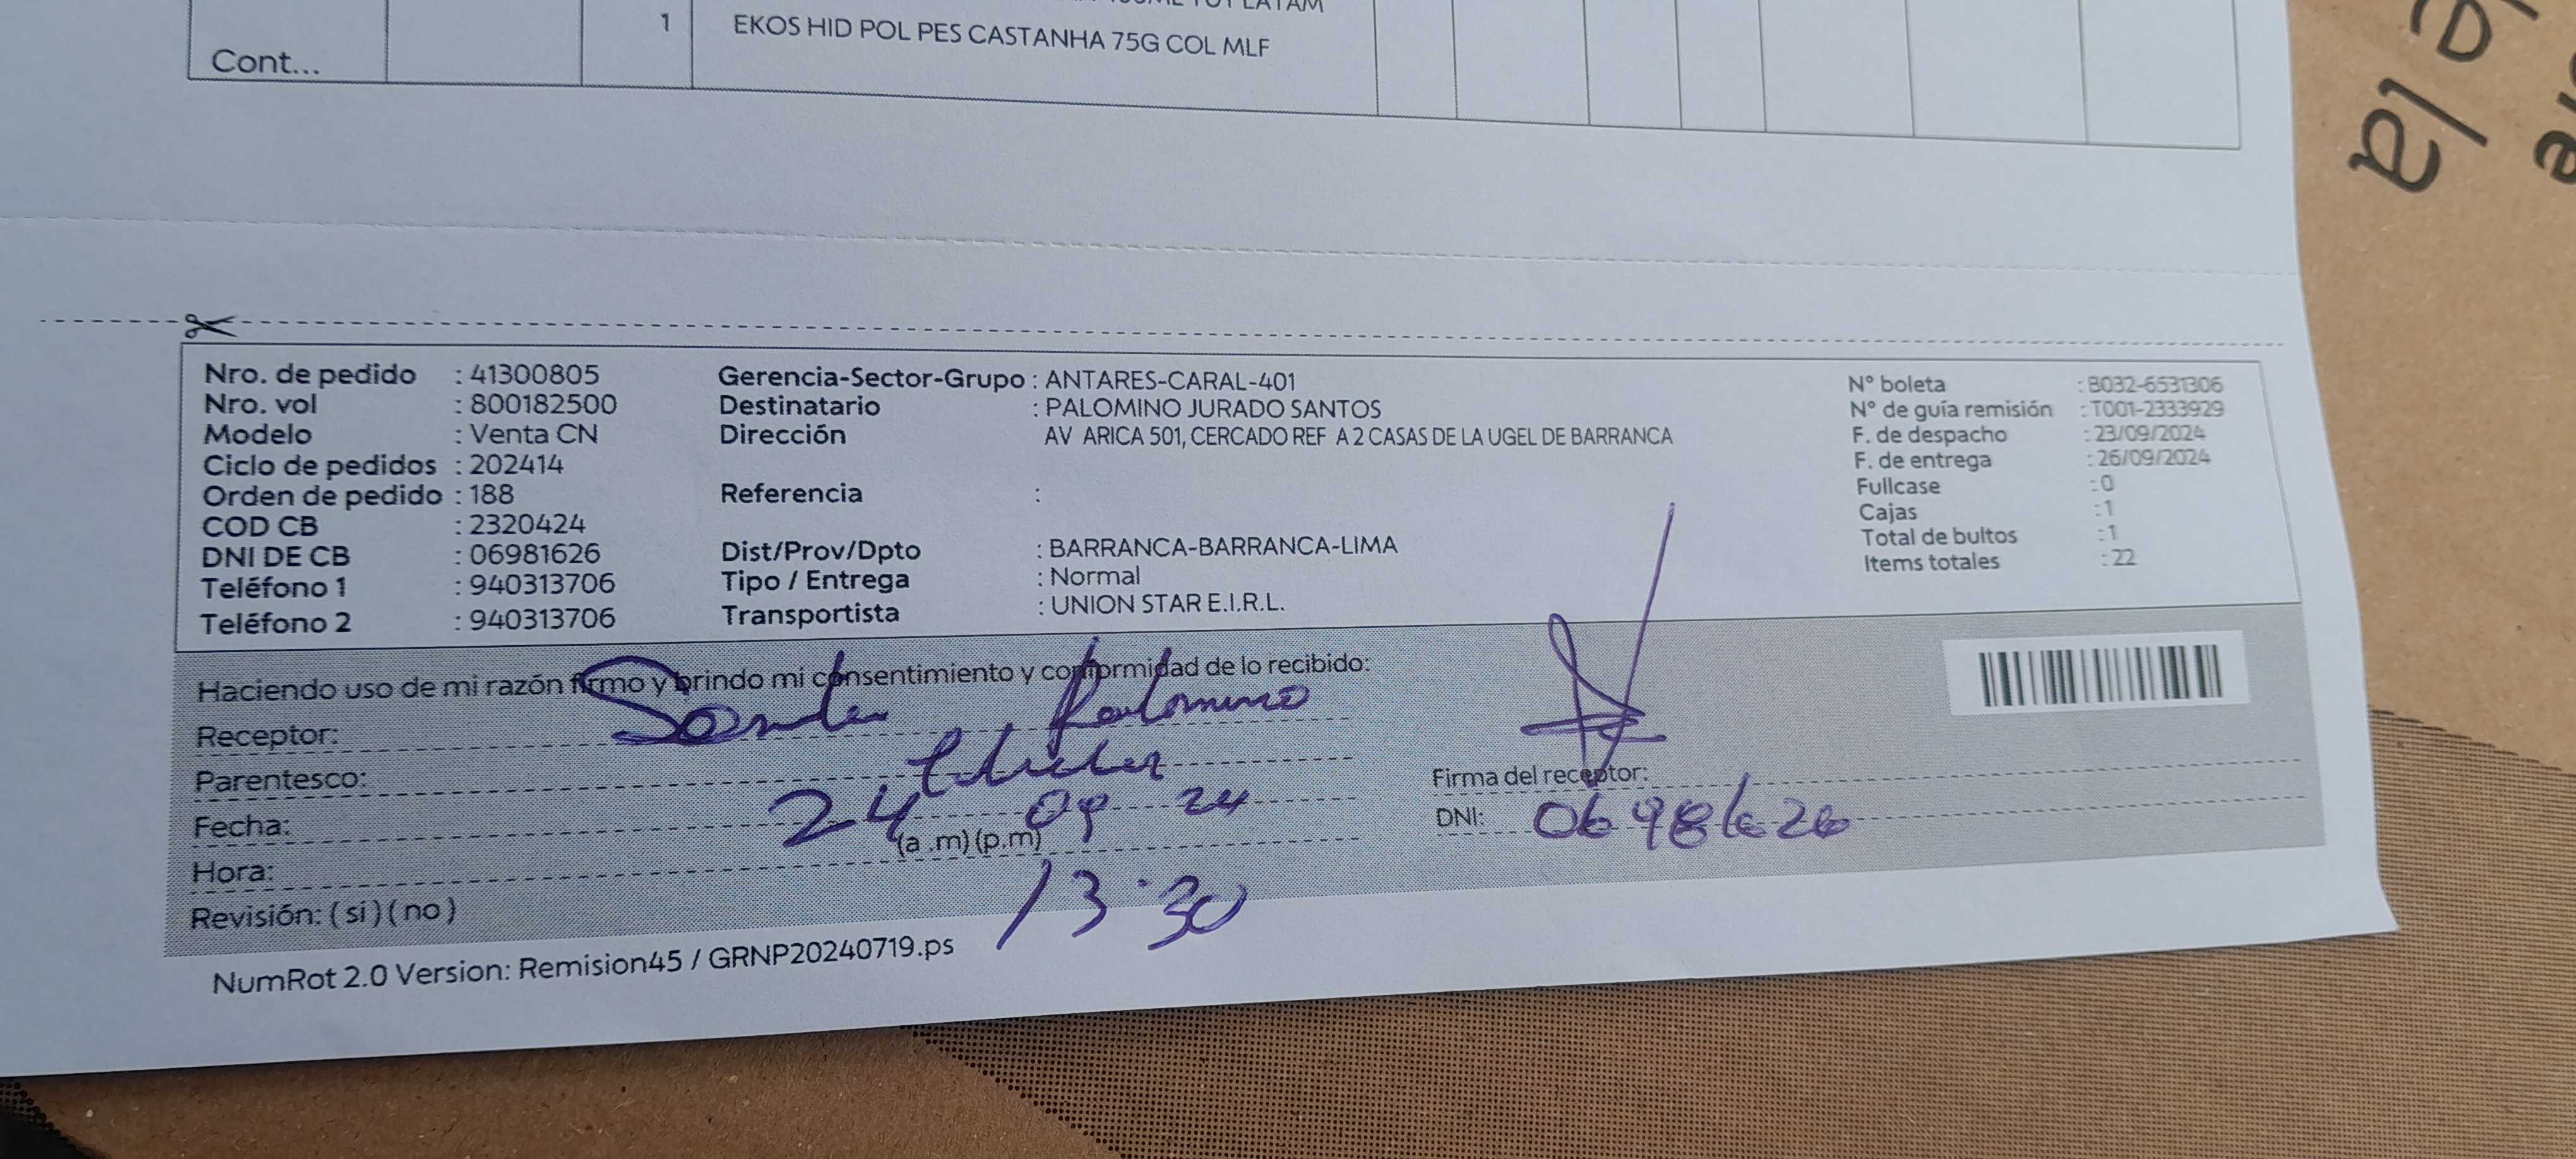 LATAM
1 EKOS HID POL PES CASTANHA 75G COL MLF
Cont...
Nro. de pedido : 41300805
Nro. vol : 800182500
Modelo : Venta CN
Ciclo de pedidos : 202414
Orden de pedido : 188
COD CB : 2320424
DNI DE CB : 06981626
Teléfono 1 : 940313706
Teléfono 2 : 940313706
Gerencia-Sector-Grupo : ANTARES-CARAL-401
Destinatario : PALOMINO JURADO SANTOS
Dirección AV ARICA 501, CERCADO REF A 2 CASAS DE LA UGEL DE BARRANCA
Referencia :
Dist/Prov/Dpto : BARRANCA-BARRANCA-LIMA
Tipo / Entrega : Normal
Transportista : UNION STAR E.I.R.L.
N° boleta : B032-6531306
N° de guía remisión : T001-2333929
F. de despacho : 23/09/2024
F. de entrega : 26/09/2024
Fullcase : 0
Cajas : 1
Total de bultos : 1
Items totales : 22
Haciendo uso de mi razón firmo y brindo mi consentimiento y conformidad de lo recibido:
Receptor: Santos Palomino
Parentesco: Titular
Fecha: 24 09 24
(a .m) (p.m)
Hora: 13:30
Revisión: ( si ) ( no )
Firma del receptor:
DNI: 06981626
NumRot 2.0 Version: Remision45 / GRNP20240719.ps
la